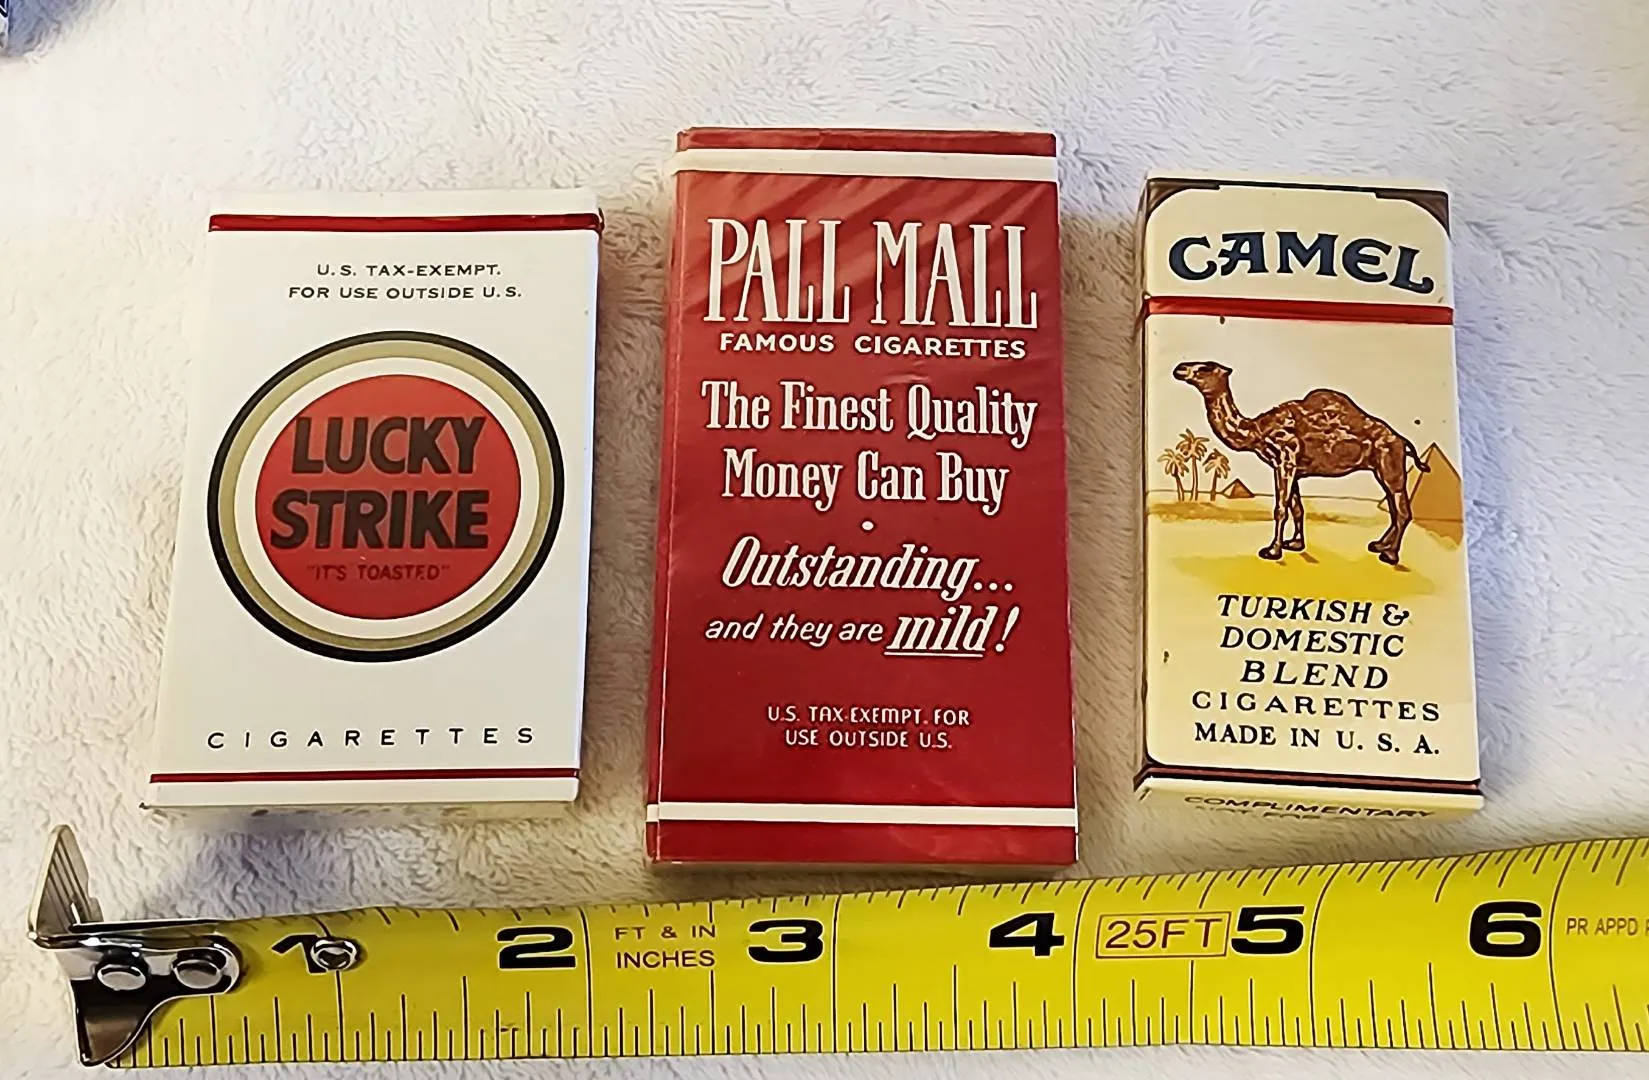 U.S. TAX-EXEMPT.
FOR USE OUTSIDE U.S.
LUCKY
STRIKE
"IT'S TOASTED"
CIGARETTES
PALL MALL
FAMOUS CIGARETTES
The Finest Quality
Money Can Buy
•
Outstanding...
and they are mild!
U.S. TAX-EXEMPT. FOR
USE OUTSIDE U.S.
CAMEL
TURKISH &
DOMESTIC
BLEND
CIGARETTES
MADE IN U. S. A.
COMPLIMENTARY
1 2 FT & IN 3 4 25FT 5 6 PR APPD
INCHES